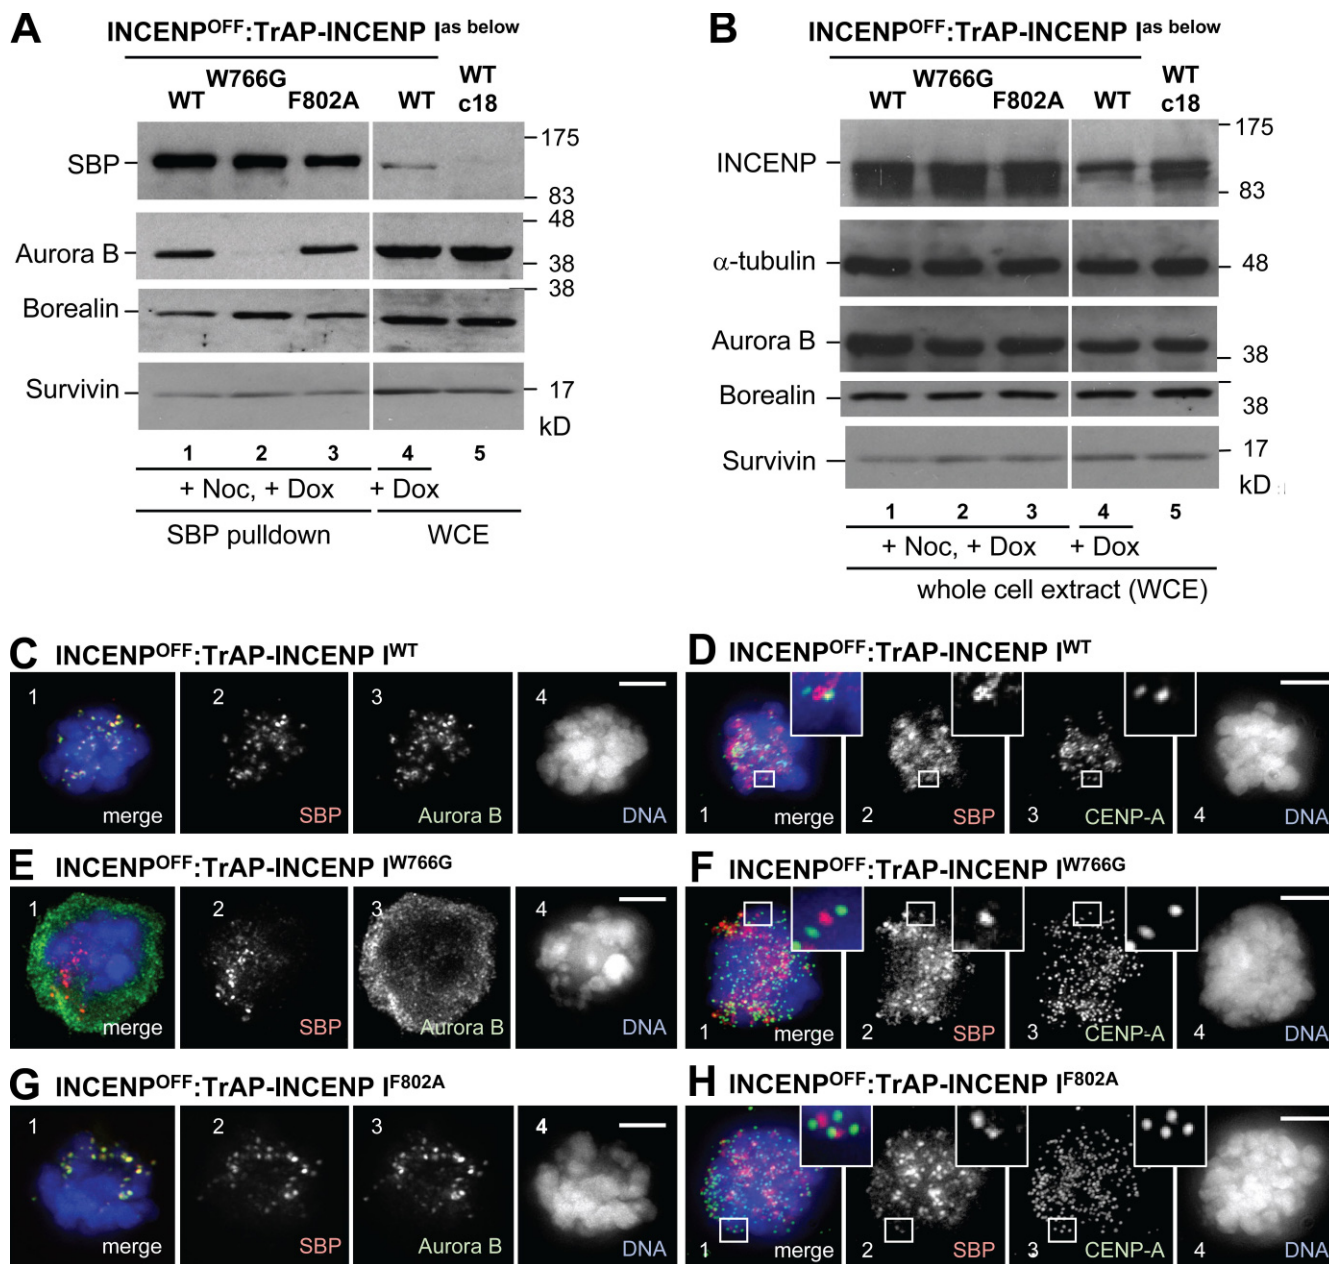 A INCENPOFF:TrAP-INCENP Ias below
W766G
WT F802A WT WT c18
SBP
175
83
Aurora B
48
38
Borealin
38
Survivin
17
kD
1 2 3 4 5
+ Noc, + Dox + Dox
SBP pulldown WCE
B INCENPOFF:TrAP-INCENP Ias below
W766G
WT F802A WT WT c18
INCENP
175
83
α-tubulin
48
Aurora B
38
Borealin
38
Survivin
17
kD
1 2 3 4 5
+ Noc, + Dox + Dox
whole cell extract (WCE)
C INCENPOFF:TrAP-INCENP IWT
1 2 3 4
merge SBP Aurora B DNA
D INCENPOFF:TrAP-INCENP IWT
1 merge 2 SBP 3 CENP-A 4 DNA
E INCENPOFF:TrAP-INCENP IW766G
1 2 3 4
merge SBP Aurora B DNA
F INCENPOFF:TrAP-INCENP IW766G
1 merge 2 SBP 3 CENP-A 4 DNA
G INCENPOFF:TrAP-INCENP IF802A
1 2 3 4
merge SBP Aurora B DNA
H INCENPOFF:TrAP-INCENP IF802A
1 merge 2 SBP 3 CENP-A 4 DNA